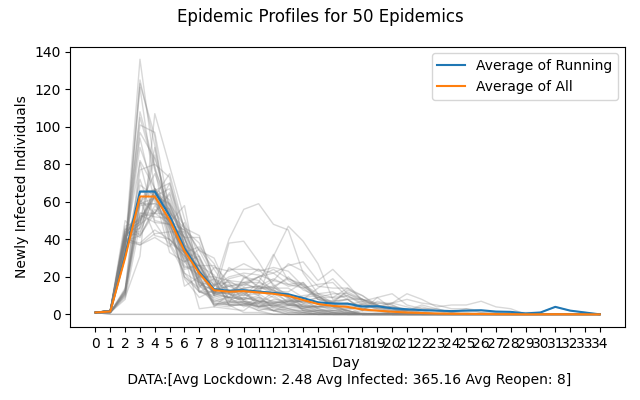 Epidemic Profiles for 50 Epidemics
140
120
100
80
60
40
20
0
Newly Infected Individuals
Average of Running
Average of All
0 1 2 3 4 5 6 7 8 9 10 11 12 13 14 15 16 17 18 19 20 21 22 23 24 25 26 27 28 29 30 31 32 33 34
Day
DATA:[Avg Lockdown: 2.48 Avg Infected: 365.16 Avg Reopen: 8]